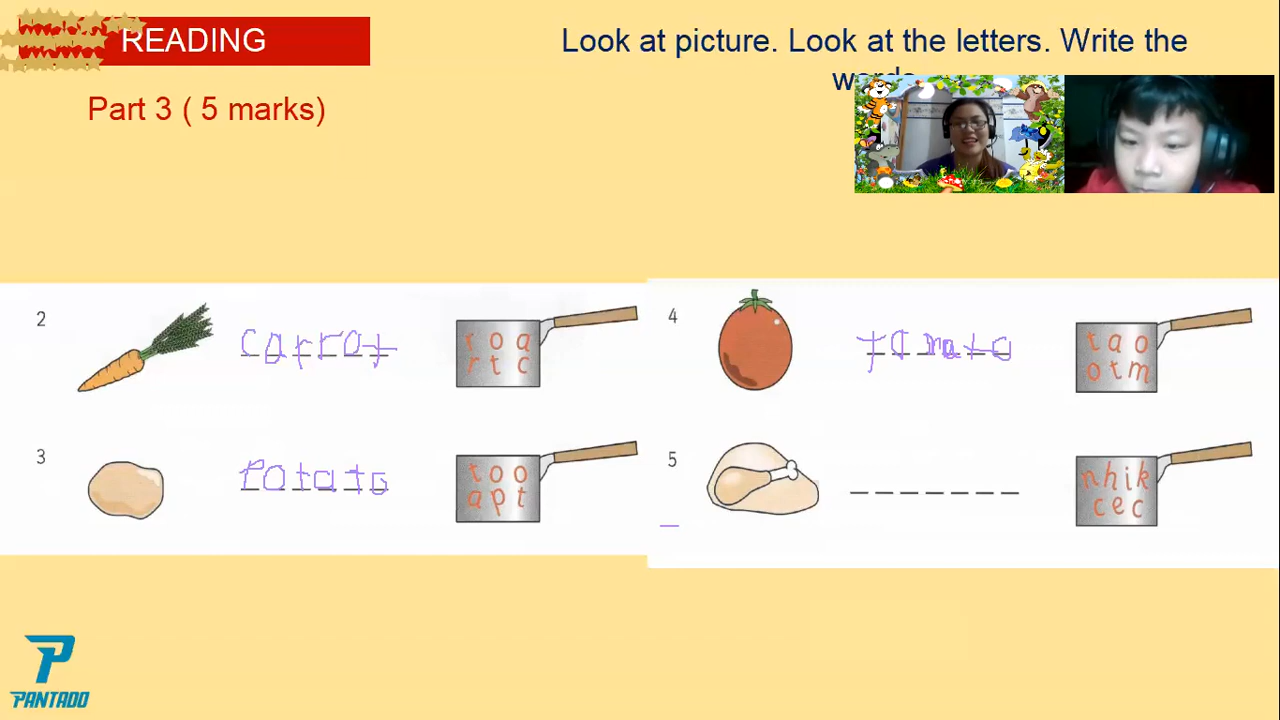 READING
Look at picture. Look at the letters. Write the
words
Part 3 ( 5 marks)
2
carrot
r o a
r t c
3
Potato
t o o
a p t
4
tomato
t a o
o t m
5
_ _ _ _ _ _ _
n h i k
c e c
PANTADO